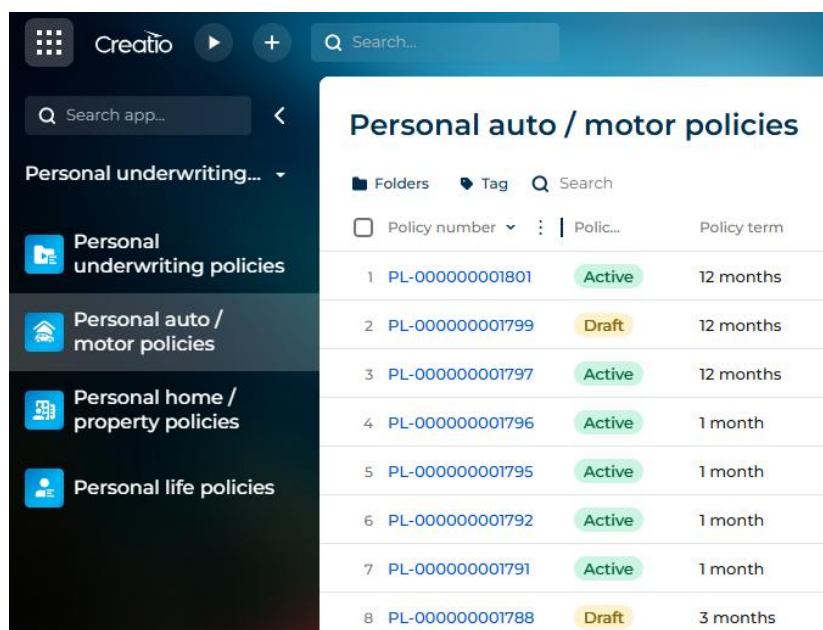 Creatio
Search...
Search app...
Personal underwriting...
Personal
underwriting policies
Personal auto /
motor policies
Personal home /
property policies
Personal life policies
Personal auto / motor policies
Folders Tag Search
Policy number Polic... Policy term
1 PL-000000001801 Active 12 months
2 PL-000000001799 Draft 12 months
3 PL-000000001797 Active 12 months
4 PL-000000001796 Active 1 month
5 PL-000000001795 Active 1 month
6 PL-000000001792 Active 1 month
7 PL-000000001791 Active 1 month
8 PL-000000001788 Draft 3 months